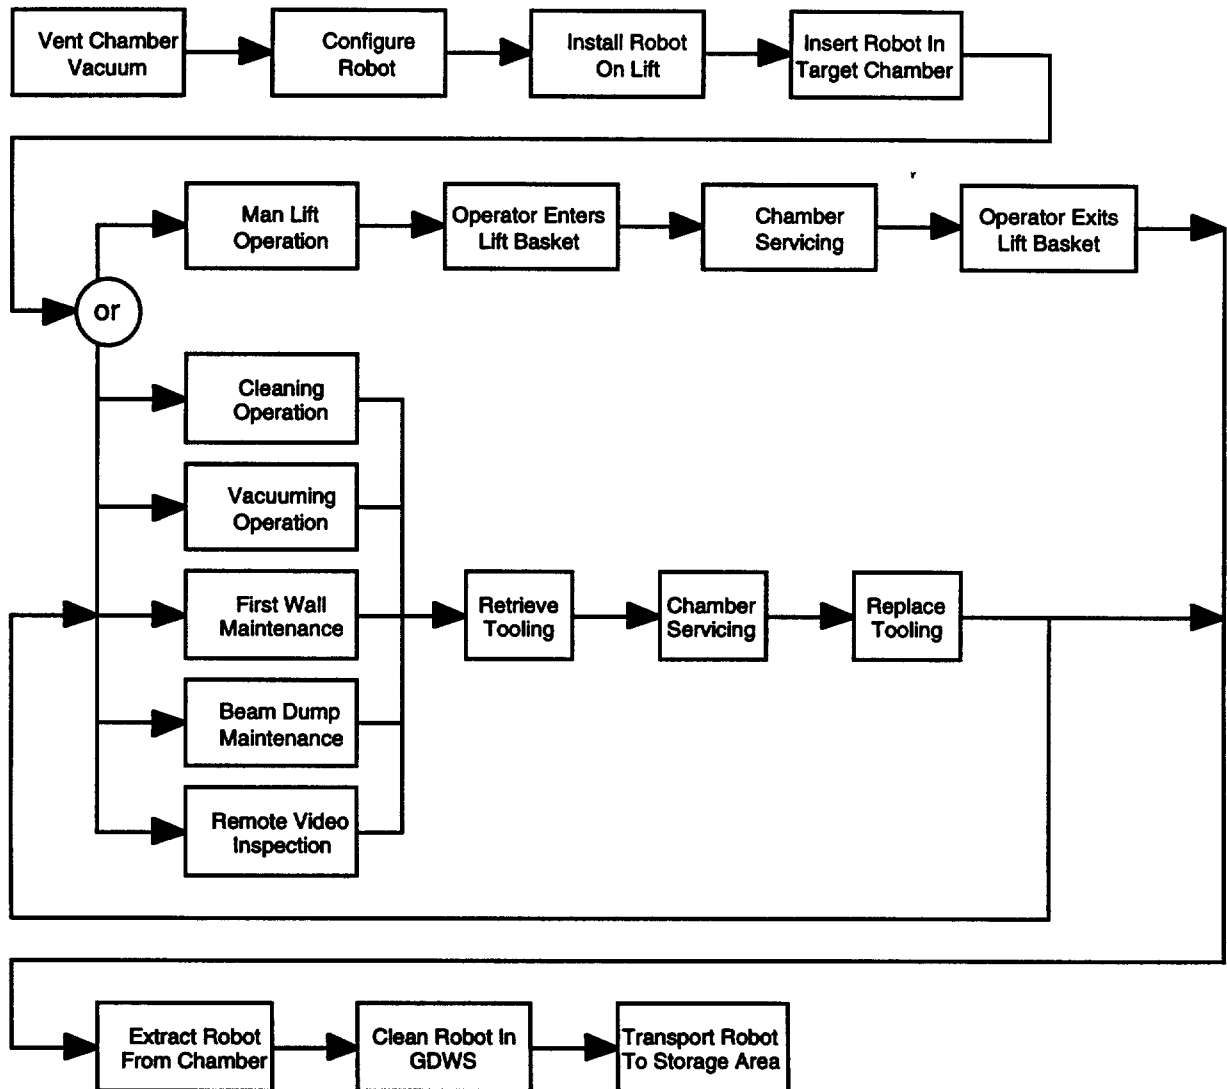 Vent Chamber
Vacuum
Configure
Robot
Install Robot
On Lift
Insert Robot In
Target Chamber
Man Lift
Operation
Operator Enters
Lift Basket
Chamber
Servicing
Operator Exits
Lift Basket
or
Cleaning
Operation
Vacuuming
Operation
First Wall
Maintenance
Retrieve
Tooling
Chamber
Servicing
Replace
Tooling
Beam Dump
Maintenance
Remote Video
Inspection
Extract Robot
From Chamber
Clean Robot In
GDWS
Transport Robot
To Storage Area